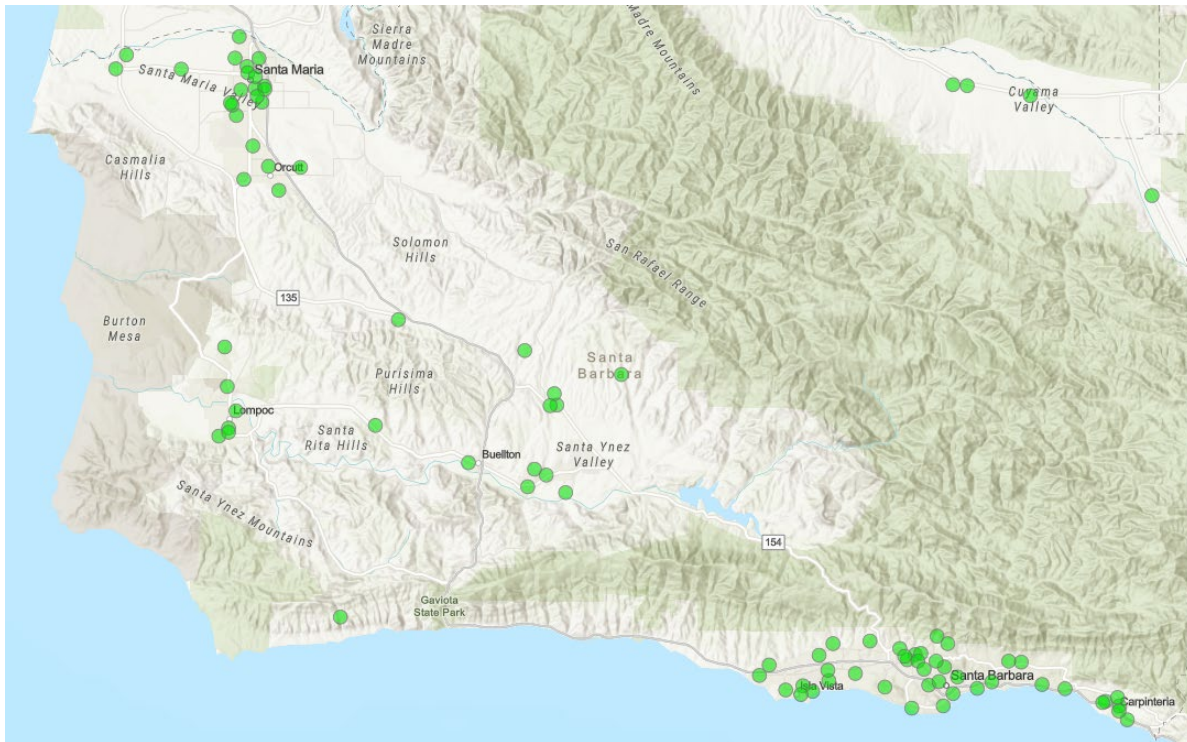 Sierra
Madre
Mountains
Madre Mountains
Santa Maria
Santa Maria Valley
Cuyama
Valley
Casmalia
Hills
Orcutt
Solomon
Hills
San Rafael Range
135
Burton
Mesa
Santa
Barbara
Purisima
Hills
Lompoc
Santa
Rita Hills
Buellton
Santa Ynez
Valley
Santa Ynez Mountains
154
Gaviota
State Park
Santa Barbara
Isla Vista
Carpinteria